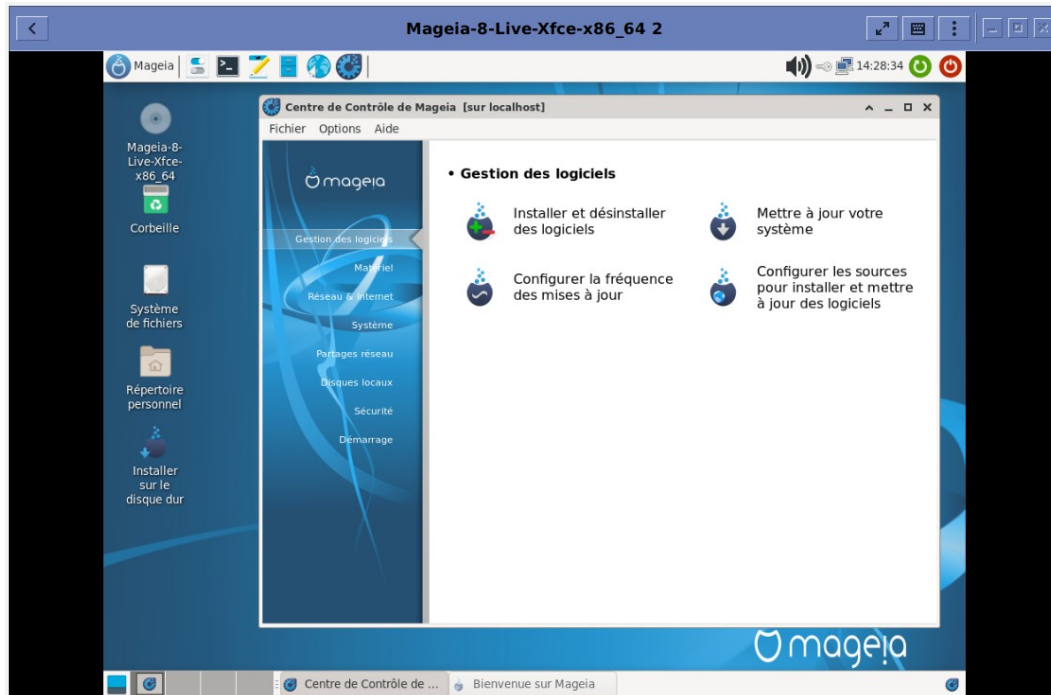 Mageia-8-Live-Xfce-x86_64 2
Mageia
14:28:34
Mageia-8-
Live-Xfce-
x86_64
Corbeille
Système
de fichiers
Répertoire
personnel
Installer
sur le
disque dur
Centre de Contrôle de Mageia [sur localhost]
Fichier Options Aide
mageia
Gestion des logiciels
Matériel
Réseau & Internet
Système
Partages réseau
Disques locaux
Sécurité
Démarrage
• Gestion des logiciels
Installer et désinstaller
des logiciels
Mettre à jour votre
système
Configurer la fréquence
des mises à jour
Configurer les sources
pour installer et mettre
à jour des logiciels
mageia
Centre de Contrôle de ...
Bienvenue sur Mageia